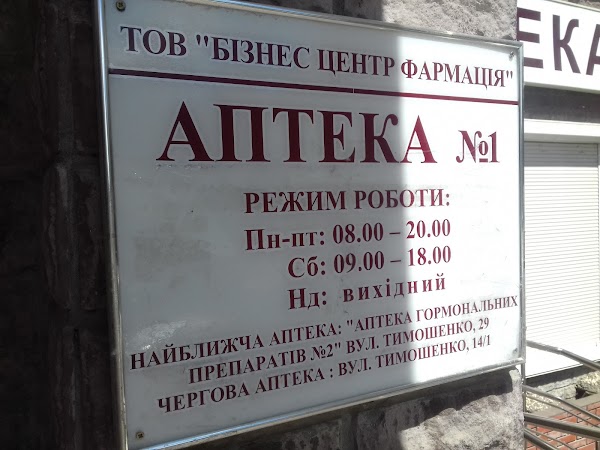 ТОВ "БІЗНЕС ЦЕНТР ФАРМАЦІЯ"
АПТЕКА №1
РЕЖИМ РОБОТИ:
Пн-пт: 08.00 – 20.00
Сб: 09.00 – 18.00
Нд: вихідний
НАЙБЛИЖЧА АПТЕКА: "АПТЕКА ГОРМОНАЛЬНИХ
ПРЕПАРАТІВ №2" ВУЛ. ТИМОШЕНКО, 29
ЧЕРГОВА АПТЕКА : ВУЛ. ТИМОШЕНКО, 14/1